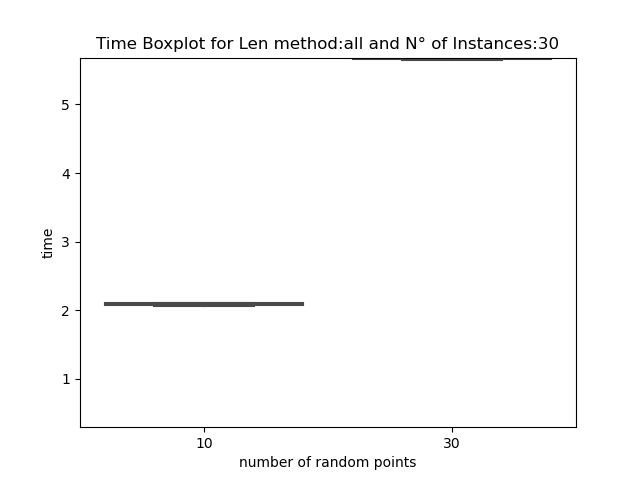 Time Boxplot for Len method:all and N° of Instances:30
5
4
3
2
1
time
10 30
number of random points